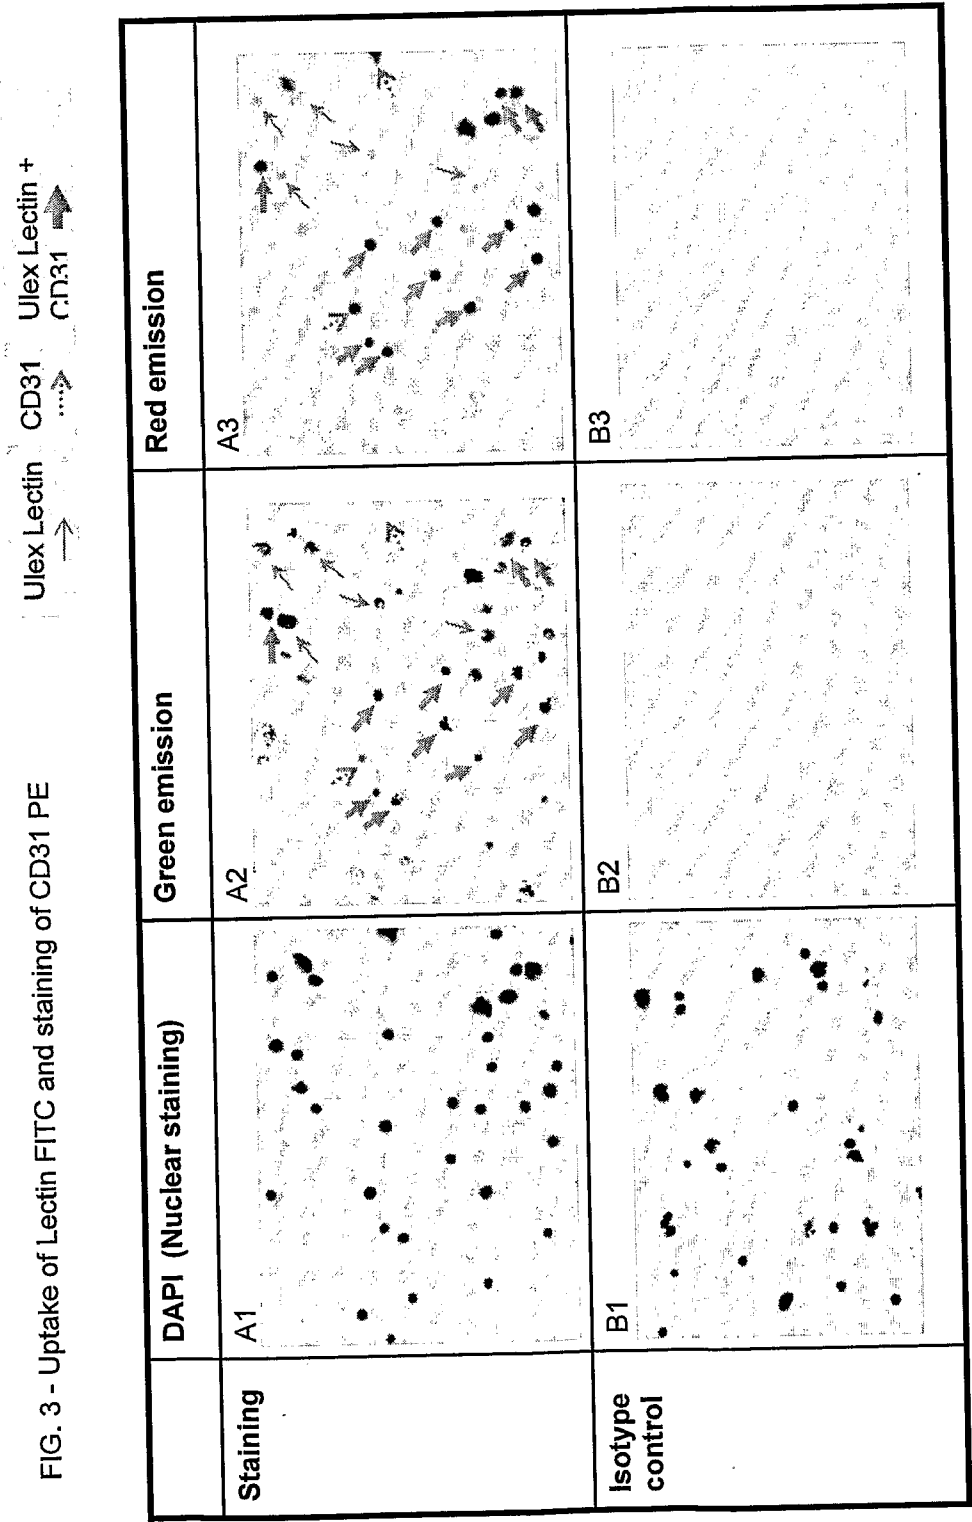 FIG. 3 - Uptake of Lectin FITC and staining of CD31 PE
Ulex Lectin
CD31
Ulex Lectin +
CD31
DAPI (Nuclear staining)
Green emission
Red emission
Staining
A1
A2
A3
Isotype
control
B1
B2
B3